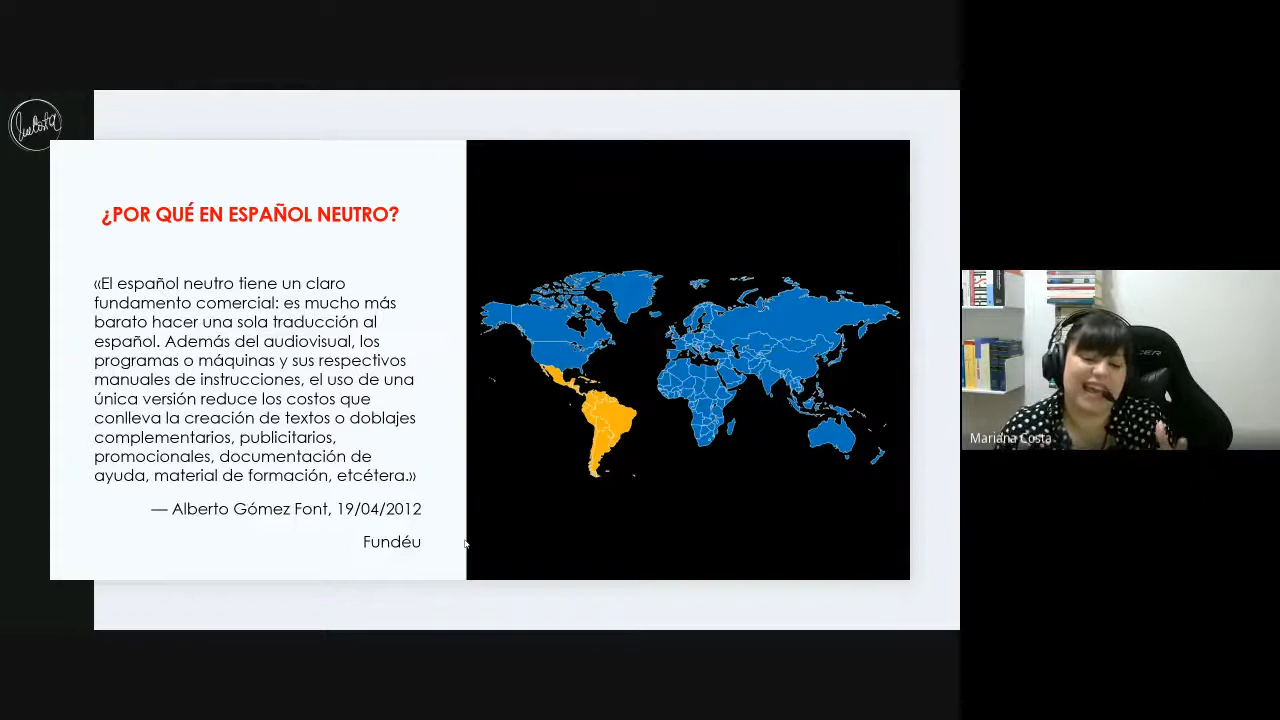 ¿POR QUÉ EN ESPAÑOL NEUTRO?
«El español neutro tiene un claro
fundamento comercial: es mucho más
barato hacer una sola traducción al
español. Además del audiovisual, los
programas o máquinas y sus respectivos
manuales de instrucciones, el uso de una
única versión reduce los costos que
conlleva la creación de textos o doblajes
complementarios, publicitarios,
promocionales, documentación de
ayuda, material de formación, etcétera.»
— Alberto Gómez Font, 19/04/2012
Fundéu
Mariana Costa